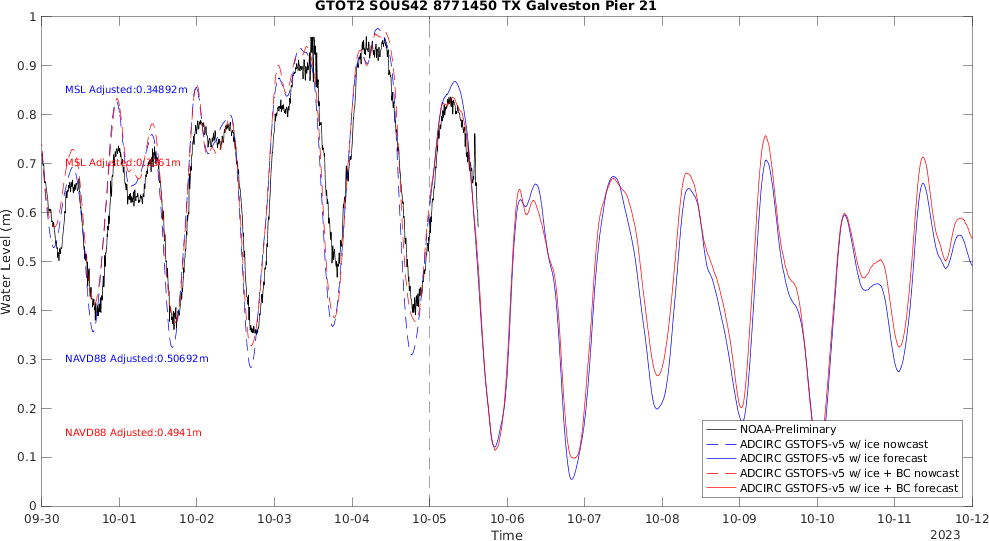 GTOT2 SOUS42 8771450 TX Galveston Pier 21
1
0.9
0.8
0.7
0.6
0.5
0.4
0.3
0.2
0.1
0
Water Level (m)
MSL Adjusted:0.34892m
MSL Adjusted:
NAVD88 Adjusted:0.50692m
NAVD88 Adjusted:0.4941m
NOAA-Preliminary
ADCIRC GSTOFS-v5 w/ ice nowcast
ADCIRC GSTOFS-v5 w/ ice forecast
ADCIRC GSTOFS-v5 w/ ice + BC nowcast
ADCIRC GSTOFS-v5 w/ ice + BC forecast
09-30 10-01 10-02 10-03 10-04 10-05 10-06 10-07 10-08 10-09 10-10 10-11 10-12
Time
2023